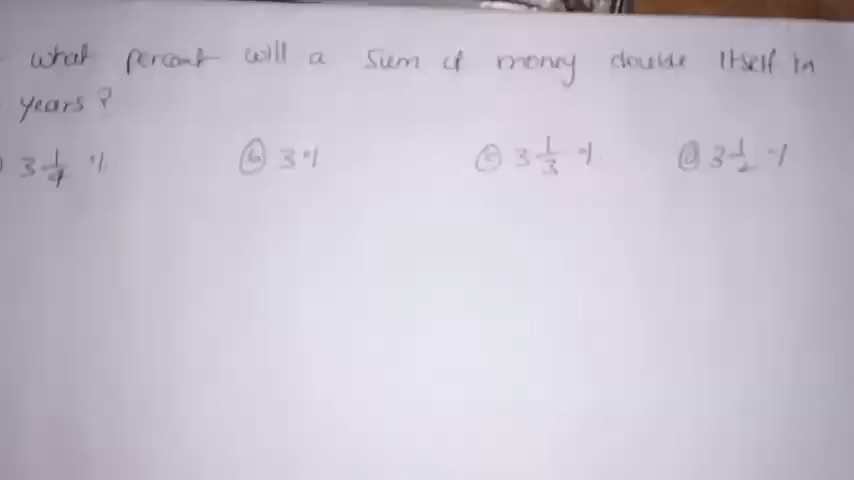 what percent will a sum of money double itself in
years?
3 1/4 % (b) 3% (c) 3 1/3 % (d) 3 1/2 %